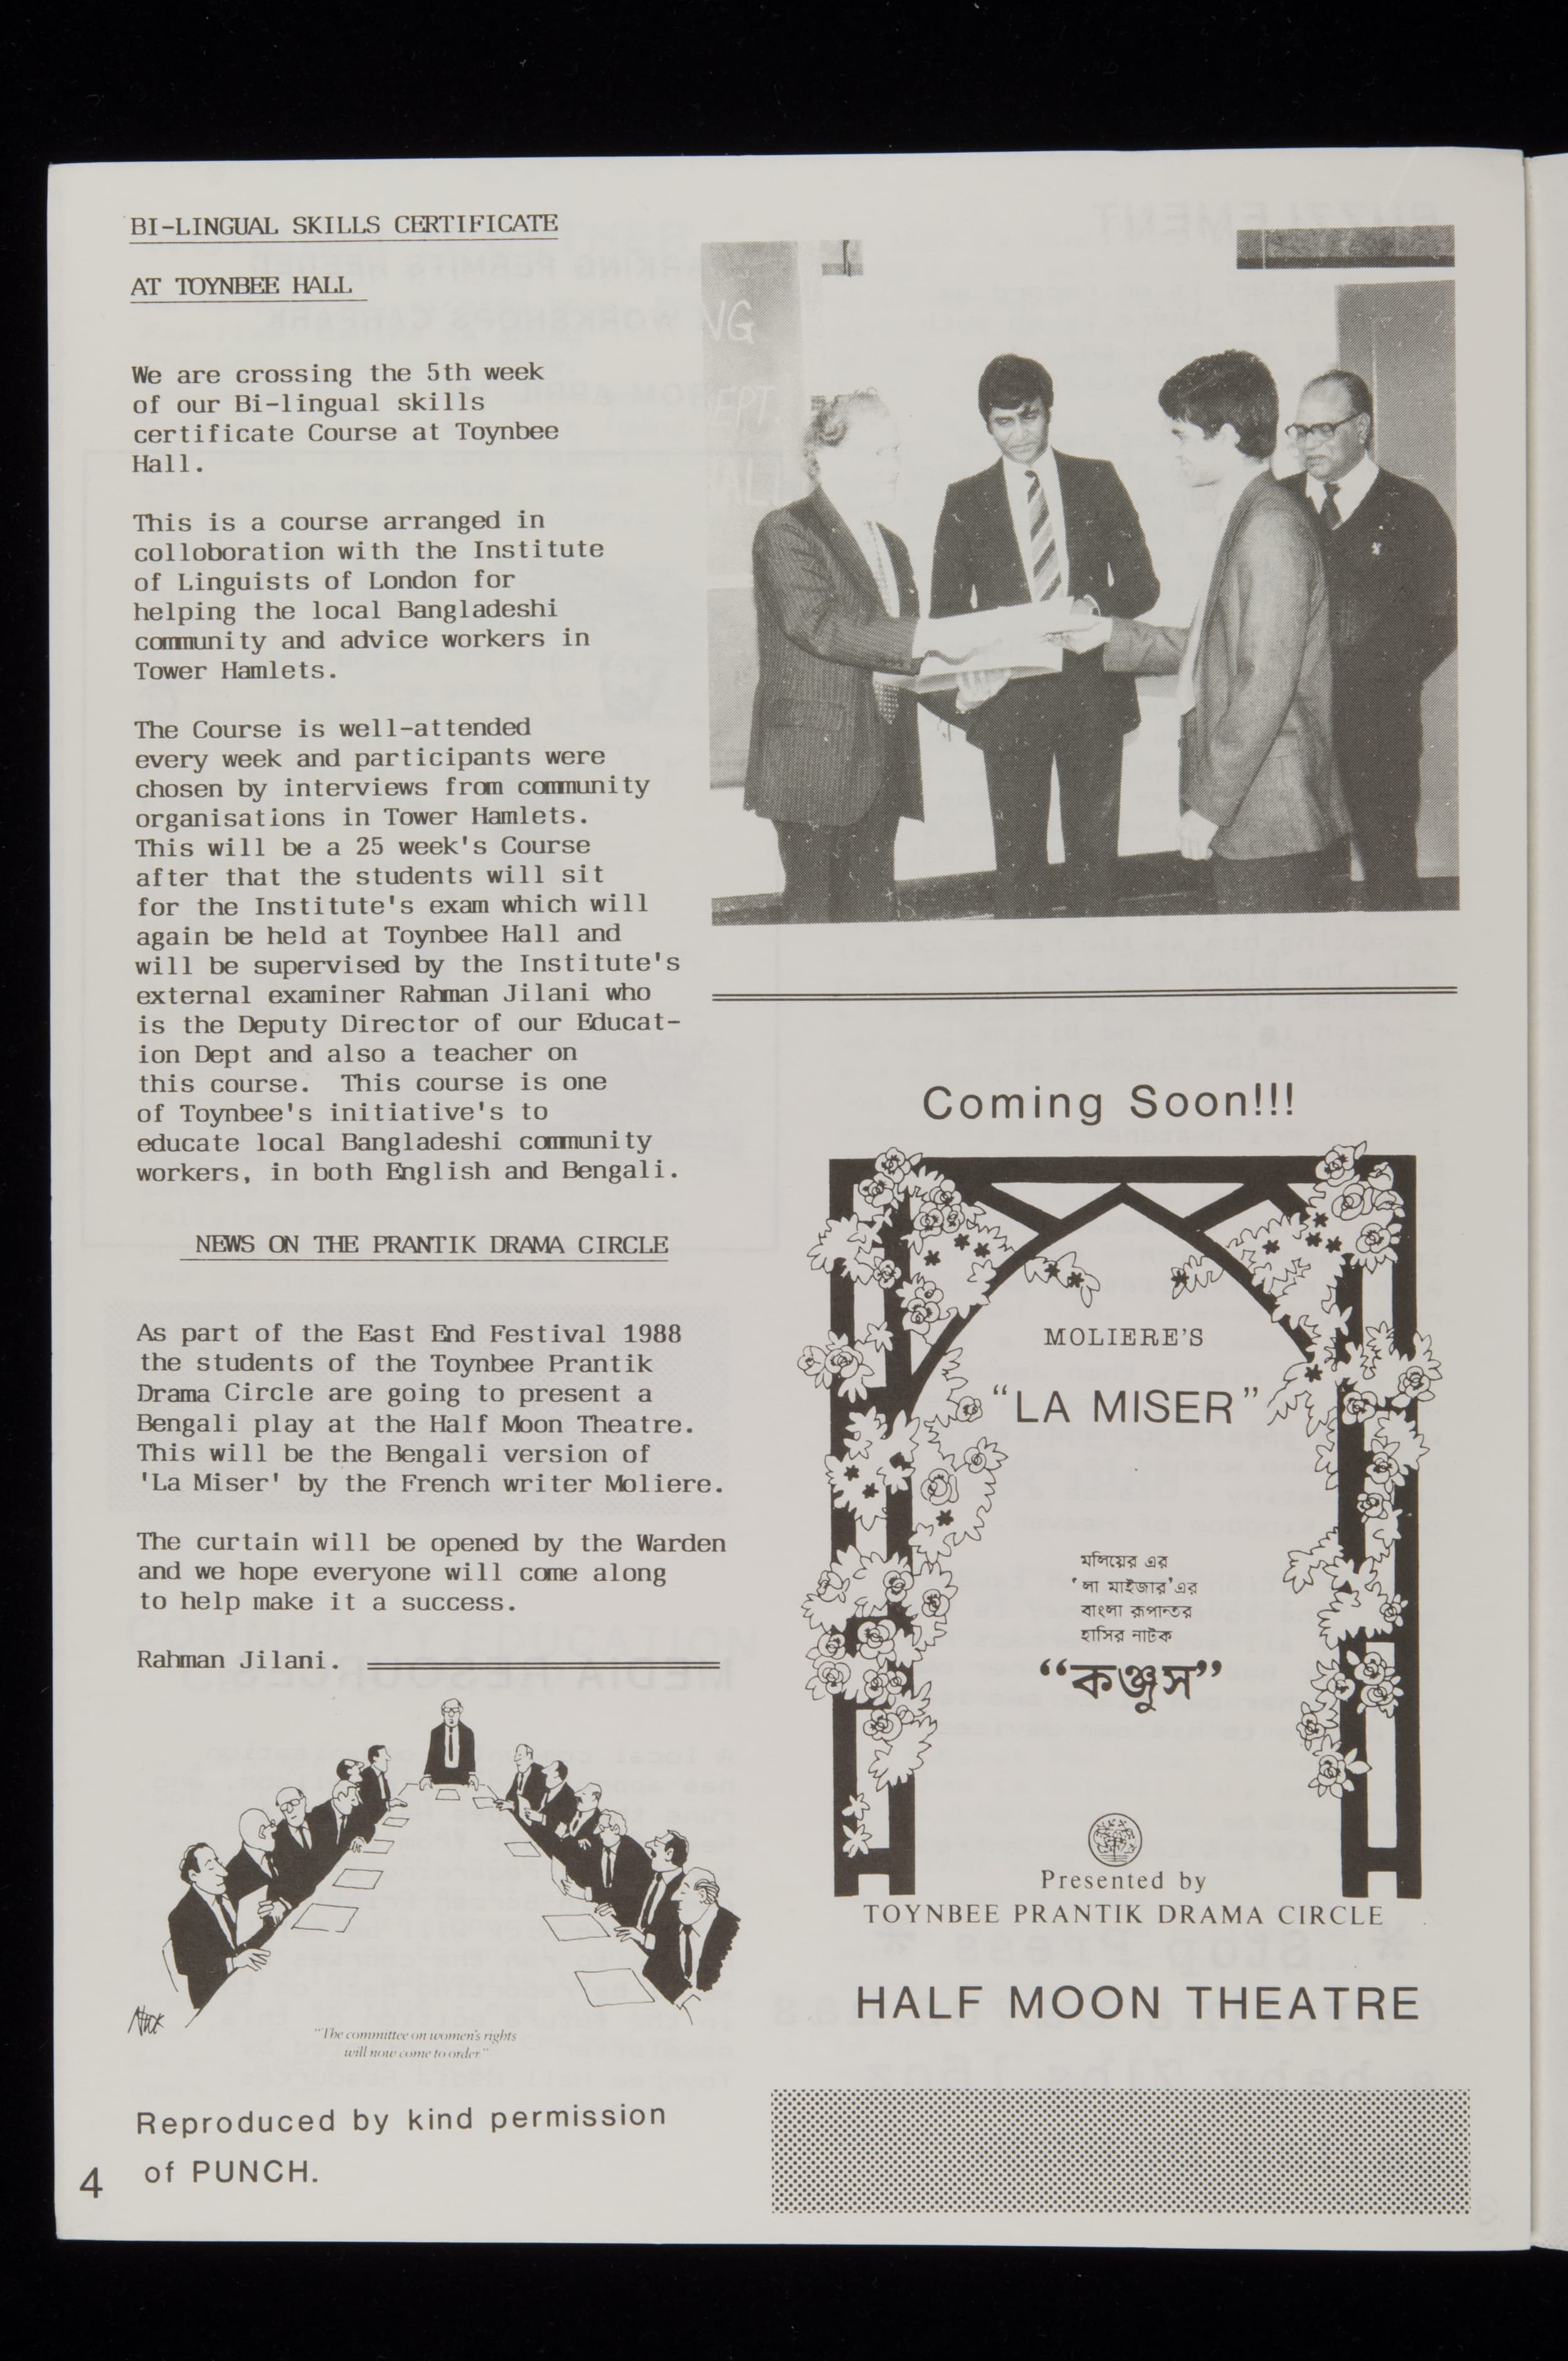 BI-LINGUAL SKILLS CERTIFICATE
AT TOYNBEE HALL
We are crossing the 5th week
of our Bi-lingual skills
certificate Course at Toynbee
Hall.
This is a course arranged in
colloboration with the Institute
of Linguists of London for
helping the local Bangladeshi
community and advice workers in
Tower Hamlets.
The Course is well-attended
every week and participants were
chosen by interviews from community
organisations in Tower Hamlets.
This will be a 25 week's Course
after that the students will sit
for the Institute's exam which will
again be held at Toynbee Hall and
will be supervised by the Institute's
external examiner Rahman Jilani who
is the Deputy Director of our Educat-
ion Dept and also a teacher on
this course.  This course is one
of Toynbee's initiative's to
educate local Bangladeshi community
workers, in both English and Bengali.
NEWS ON THE PRANTIK DRAMA CIRCLE
As part of the East End Festival 1988
the students of the Toynbee Prantik
Drama Circle are going to present a
Bengali play at the Half Moon Theatre.
This will be the Bengali version of
'La Miser' by the French writer Moliere.
The curtain will be opened by the Warden
and we hope everyone will come along
to help make it a success.
Rahman Jilani.
"The committee on women's rights
will now come to order."
Reproduced by kind permission
of PUNCH.
4
NG
EPT
ALL
Coming Soon!!!
MOLIERE'S
"LA MISER"
মলিয়ের এর
'লা মাইজার'এর
বাংলা রূপান্তর
হাসির নাটক
"কঞ্জুস"
Presented by
TOYNBEE PRANTIK DRAMA CIRCLE
HALF MOON THEATRE